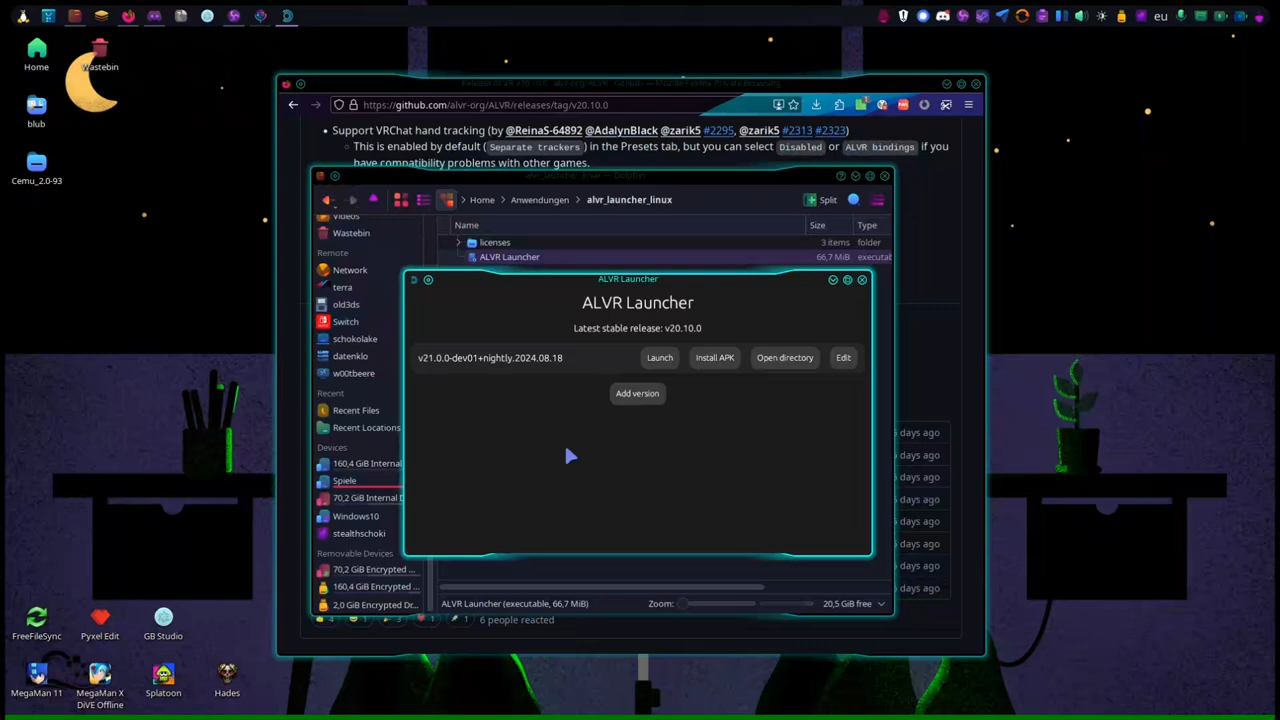 eu
Home
Wastebin
blub
Cemu_2.0-93
FreeFileSync
Pyxel Edit
GB Studio
MegaMan 11
MegaMan X
DiVE Offline
Splatoon
Hades
https://github.com/alvr-org/ALVR/releases/tag/v20.10.0
Support VRChat hand tracking (by @ReinaS-64892 @AdalynBlack @zarik5 #2295, @zarik5 #2313 #2323)
This is enabled by default (Separate trackers) in the Presets tab, but you can select Disabled or ALVR bindings if you
have compatibility problems with other games.
alvr_launcher_linux — Dolphin
Home
Anwendungen
alvr_launcher_linux
Split
Videos
Wastebin
Remote
Network
terra
old3ds
Switch
schokolake
datenklo
w00tbeere
Recent
Recent Files
Recent Locations
Devices
160,4 GiB Internal
Spiele
70,2 GiB Internal D
Windows10
stealthschoki
Removable Devices
70,2 GiB Encrypted ...
160,4 GiB Encrypted ...
2,0 GiB Encrypted Dr...
Name Size Type
licenses 3 items folder
ALVR Launcher 66,7 MiB executab
ALVR Launcher
ALVR Launcher
Latest stable release: v20.10.0
v21.0.0-dev01+nightly.2024.08.18 Launch Install APK Open directory Edit
Add version
ALVR Launcher (executable, 66,7 MiB)
Zoom:
20,5 GiB free
days ago
days ago
days ago
days ago
days ago
days ago
days ago
days ago
4
3
1
1
6 people reacted